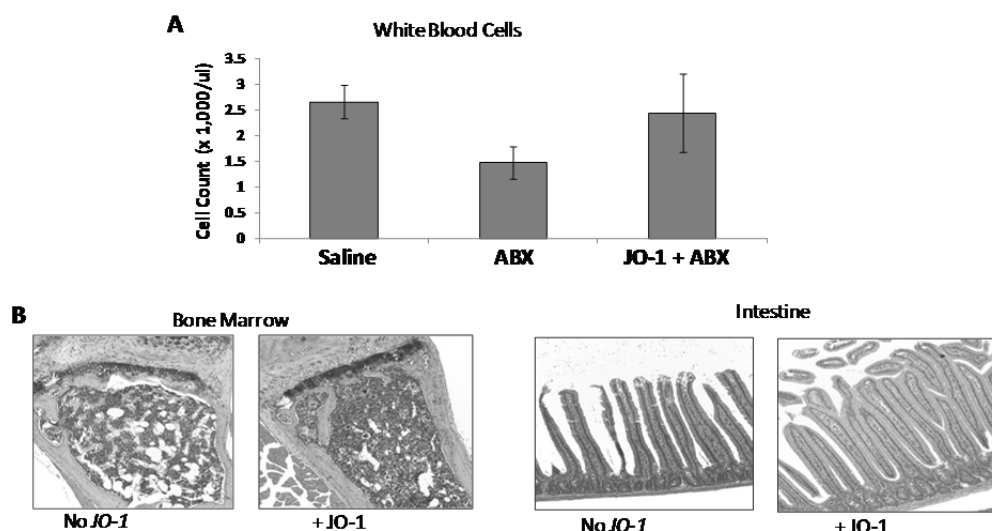 A
White Blood Cells
Cell Count (x 1,000/ul)
3.5
3
2.5
2
1.5
1
0.5
0
Saline
ABX
JO-1 + ABX
B
Bone Marrow
Intestine
No JO-1
+ JO-1
No JO-1
+ JO-1